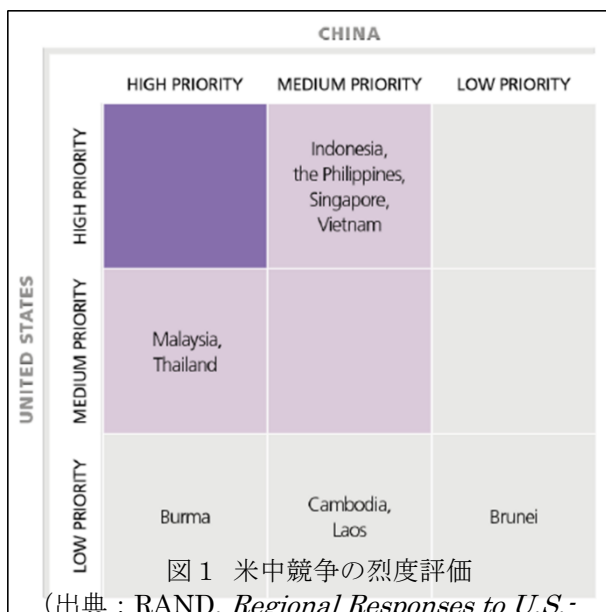 CHINA
HIGH PRIORITY MEDIUM PRIORITY LOW PRIORITY
UNITED STATES
HIGH PRIORITY
Indonesia,
the Philippines,
Singapore,
Vietnam
MEDIUM PRIORITY
Malaysia,
Thailand
LOW PRIORITY
Burma
Cambodia,
Laos
Brunei
図1 米中競争の烈度評価
(出典:RAND, Regional Responses to U.S.-